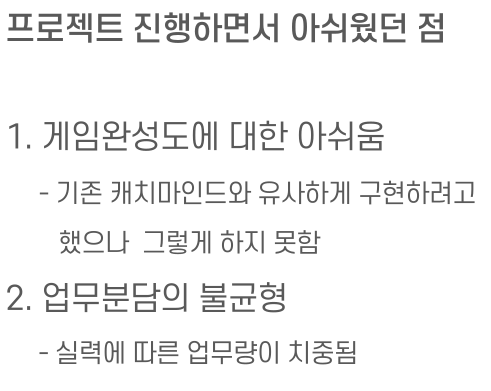 프로젝트 진행하면서 아쉬웠던 점
1. 게임완성도에 대한 아쉬움
- 기존 캐치마인드와 유사하게 구현하려고
했으나 그렇게 하지 못함
2. 업무분담의 불균형
- 실력에 따른 업무량이 치중됨